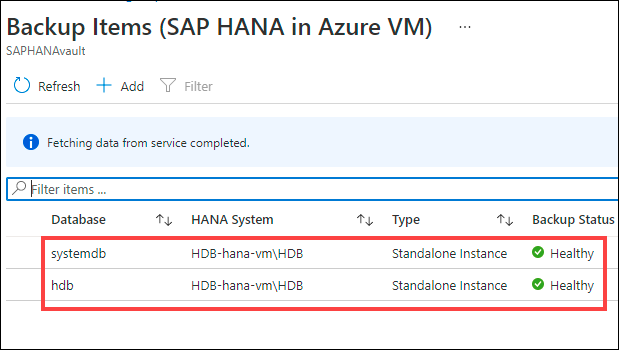 Backup Items (SAP HANA in Azure VM) ...
SAPHANAvault
Refresh Add Filter
Fetching data from service completed.
Filter items ...
Database HANA System Type Backup Status
systemdb HDB-hana-vm\HDB Standalone Instance Healthy
hdb HDB-hana-vm\HDB Standalone Instance Healthy